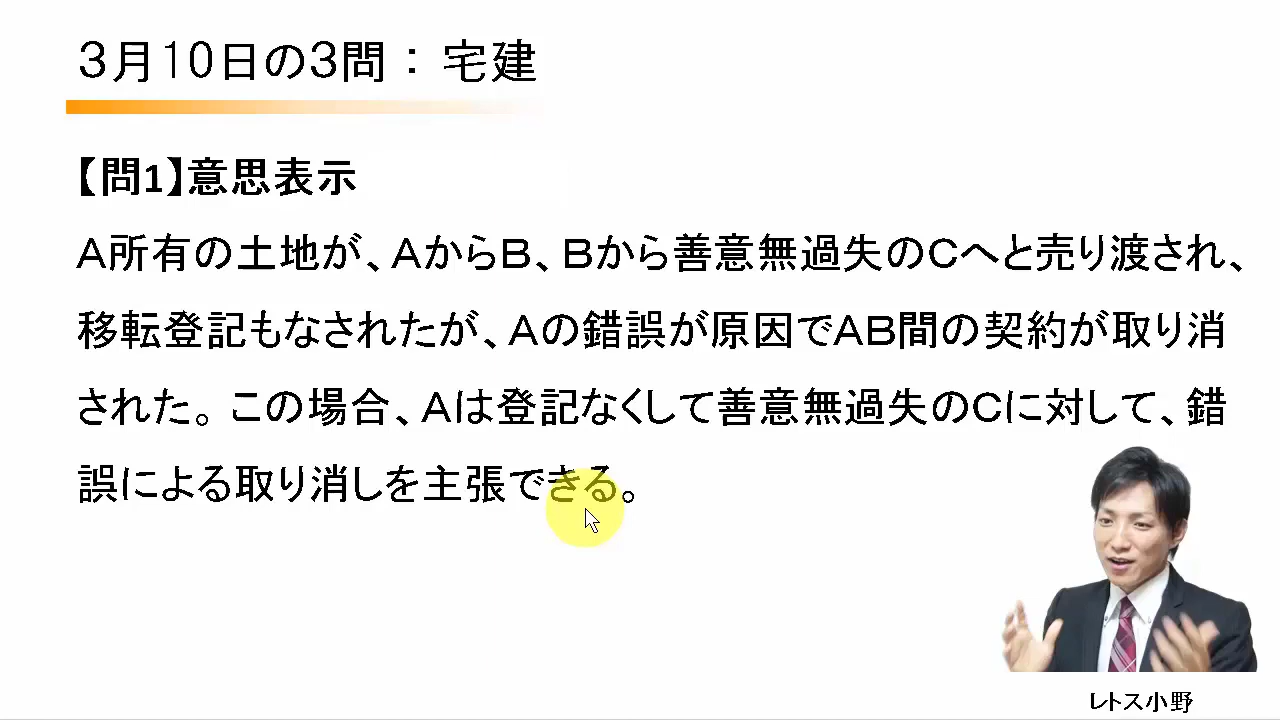 ３月１０日の３問：宅建
【問1】意思表示
Ａ所有の土地が、ＡからＢ、Ｂから善意無過失のＣへと売り渡され、
移転登記もなされたが、Ａの錯誤が原因でＡＢ間の契約が取り消
された。この場合、Ａは登記なくして善意無過失のＣに対して、錯
誤による取り消しを主張できる。
レトス小野